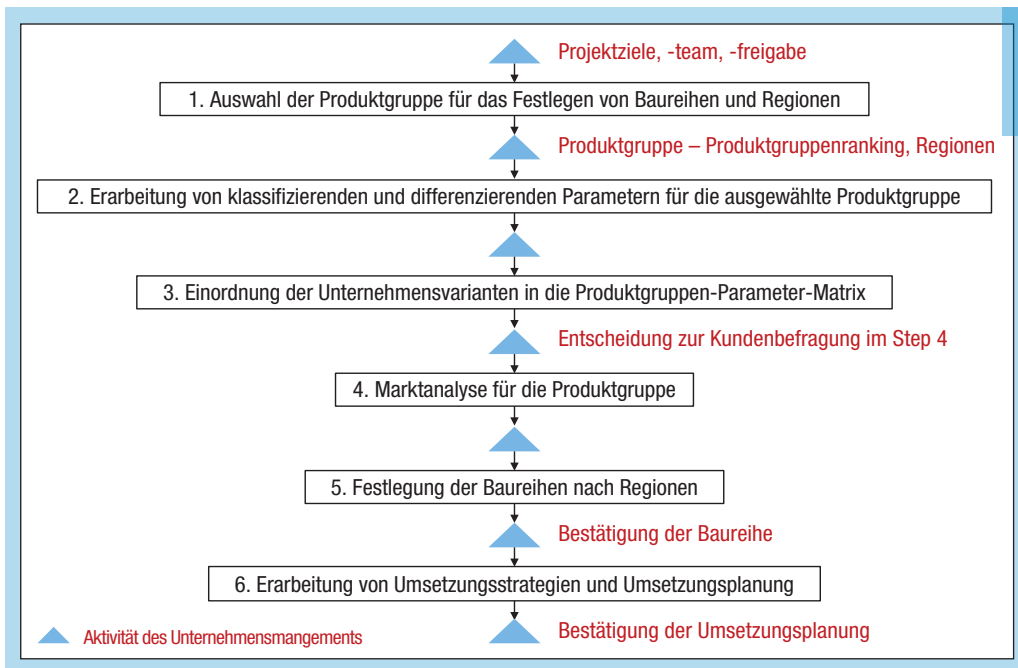 Projektziele, -team, -freigabe
1. Auswahl der Produktgruppe für das Festlegen von Baureihen und Regionen
Produktgruppe – Produktgruppenranking, Regionen
2. Erarbeitung von klassifizierenden und differenzierenden Parametern für die ausgewählte Produktgruppe
3. Einordnung der Unternehmensvarianten in die Produktgruppen-Parameter-Matrix
Entscheidung zur Kundenbefragung im Step 4
4. Marktanalyse für die Produktgruppe
5. Festlegung der Baureihen nach Regionen
Bestätigung der Baureihe
6. Erarbeitung von Umsetzungsstrategien und Umsetzungsplanung
Aktivität des Unternehmensmangements
Bestätigung der Umsetzungsplanung